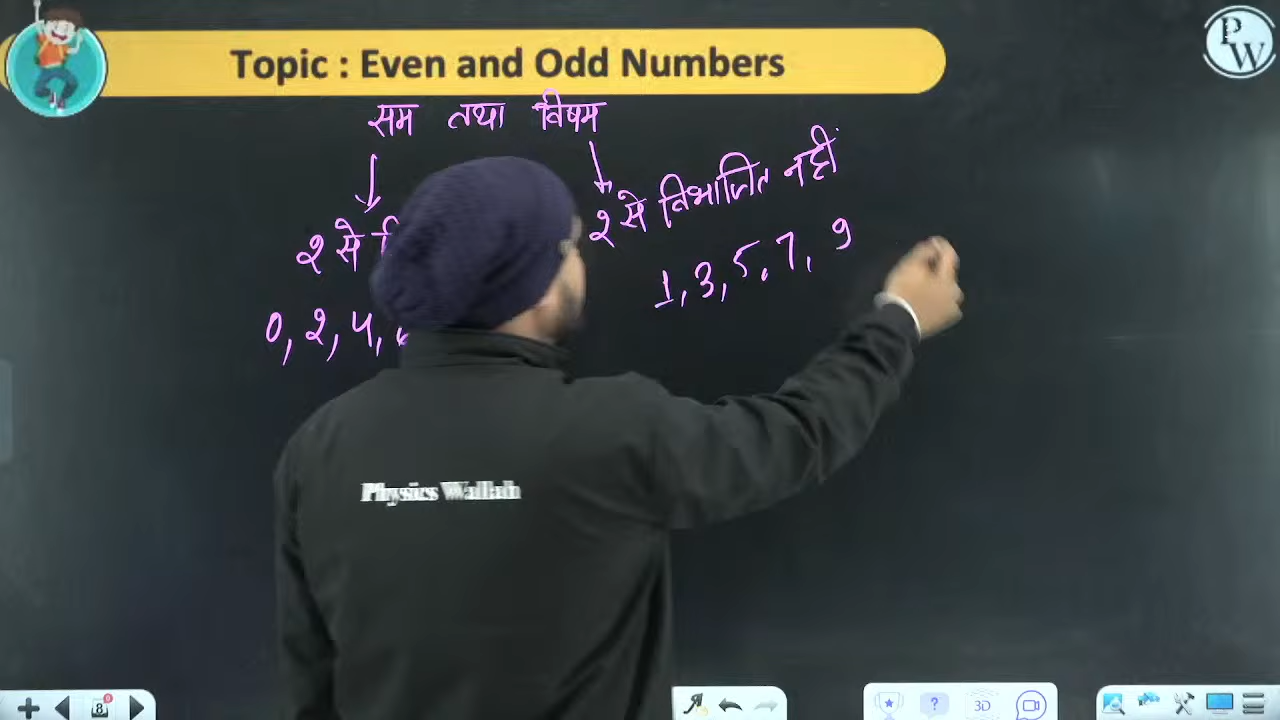 Topic : Even and Odd Numbers
PW
सम तथा विषम
2 से
2 से विभाजित नहीं
0, 2, 4,
1, 3, 5, 7, 9
Physics Wallah
8
?
3D